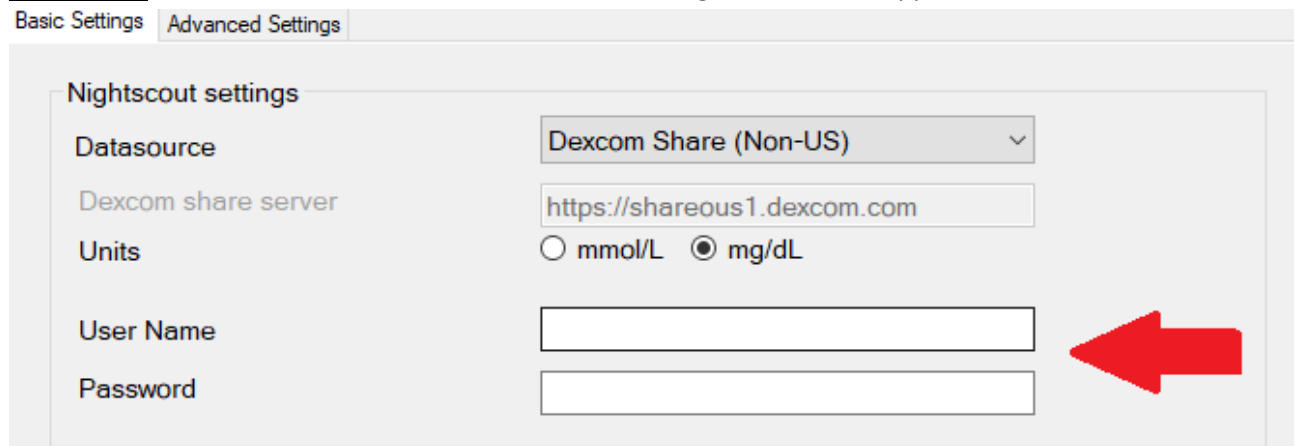 Basic Settings Advanced Settings
Nightscout settings
Datasource Dexcom Share (Non-US)
Dexcom share server https://shareous1.dexcom.com
Units mmol/L mg/dL
User Name
Password